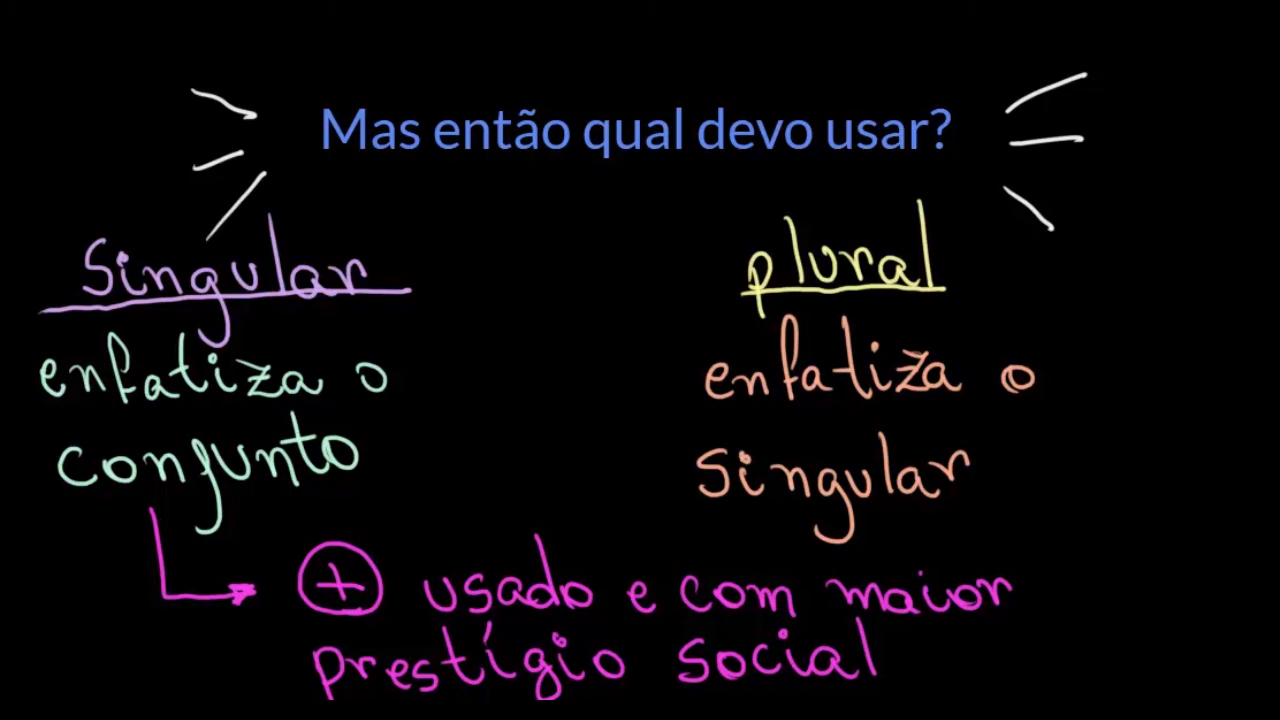 Mas então qual devo usar?
Singular
enfatiza o
conjunto
plural
enfatiza o
Singular
+ usado e com maior
prestígio social